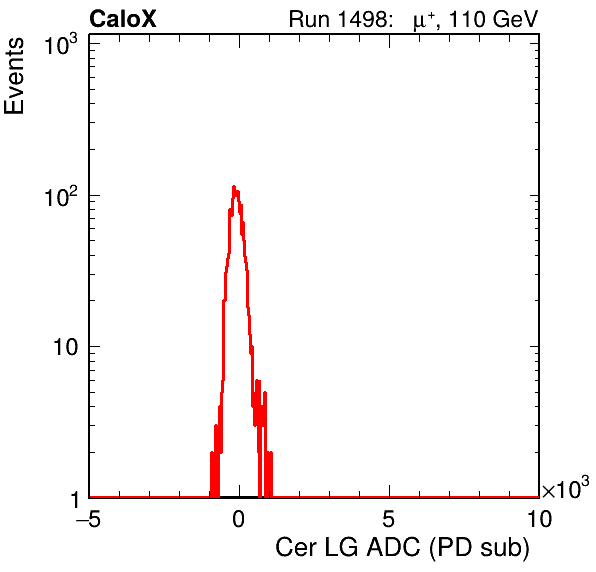 CaloX Run 1498: μ⁺, 110 GeV
Events
10³
10²
10
1
−5 0 5 10
×10³
Cer LG ADC (PD sub)